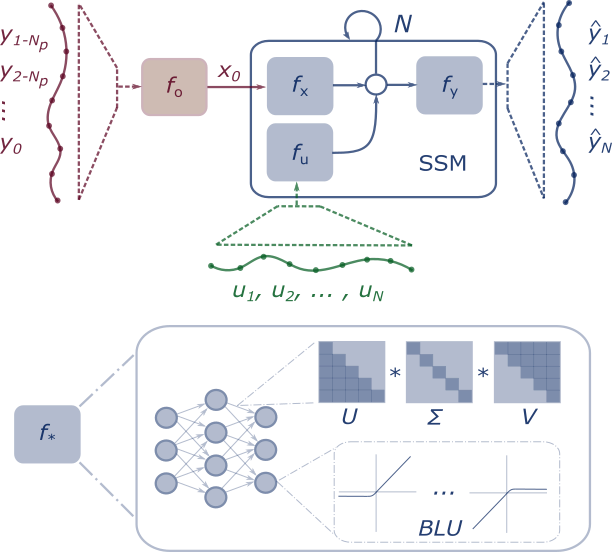 y1-Np
y2-Np
...
y0
fo
x0
fx
fu
N
fy
SSM
ŷ1
ŷ2
...
ŷN
u1, u2, ... , uN
f*
* *
U Σ V
...
BLU